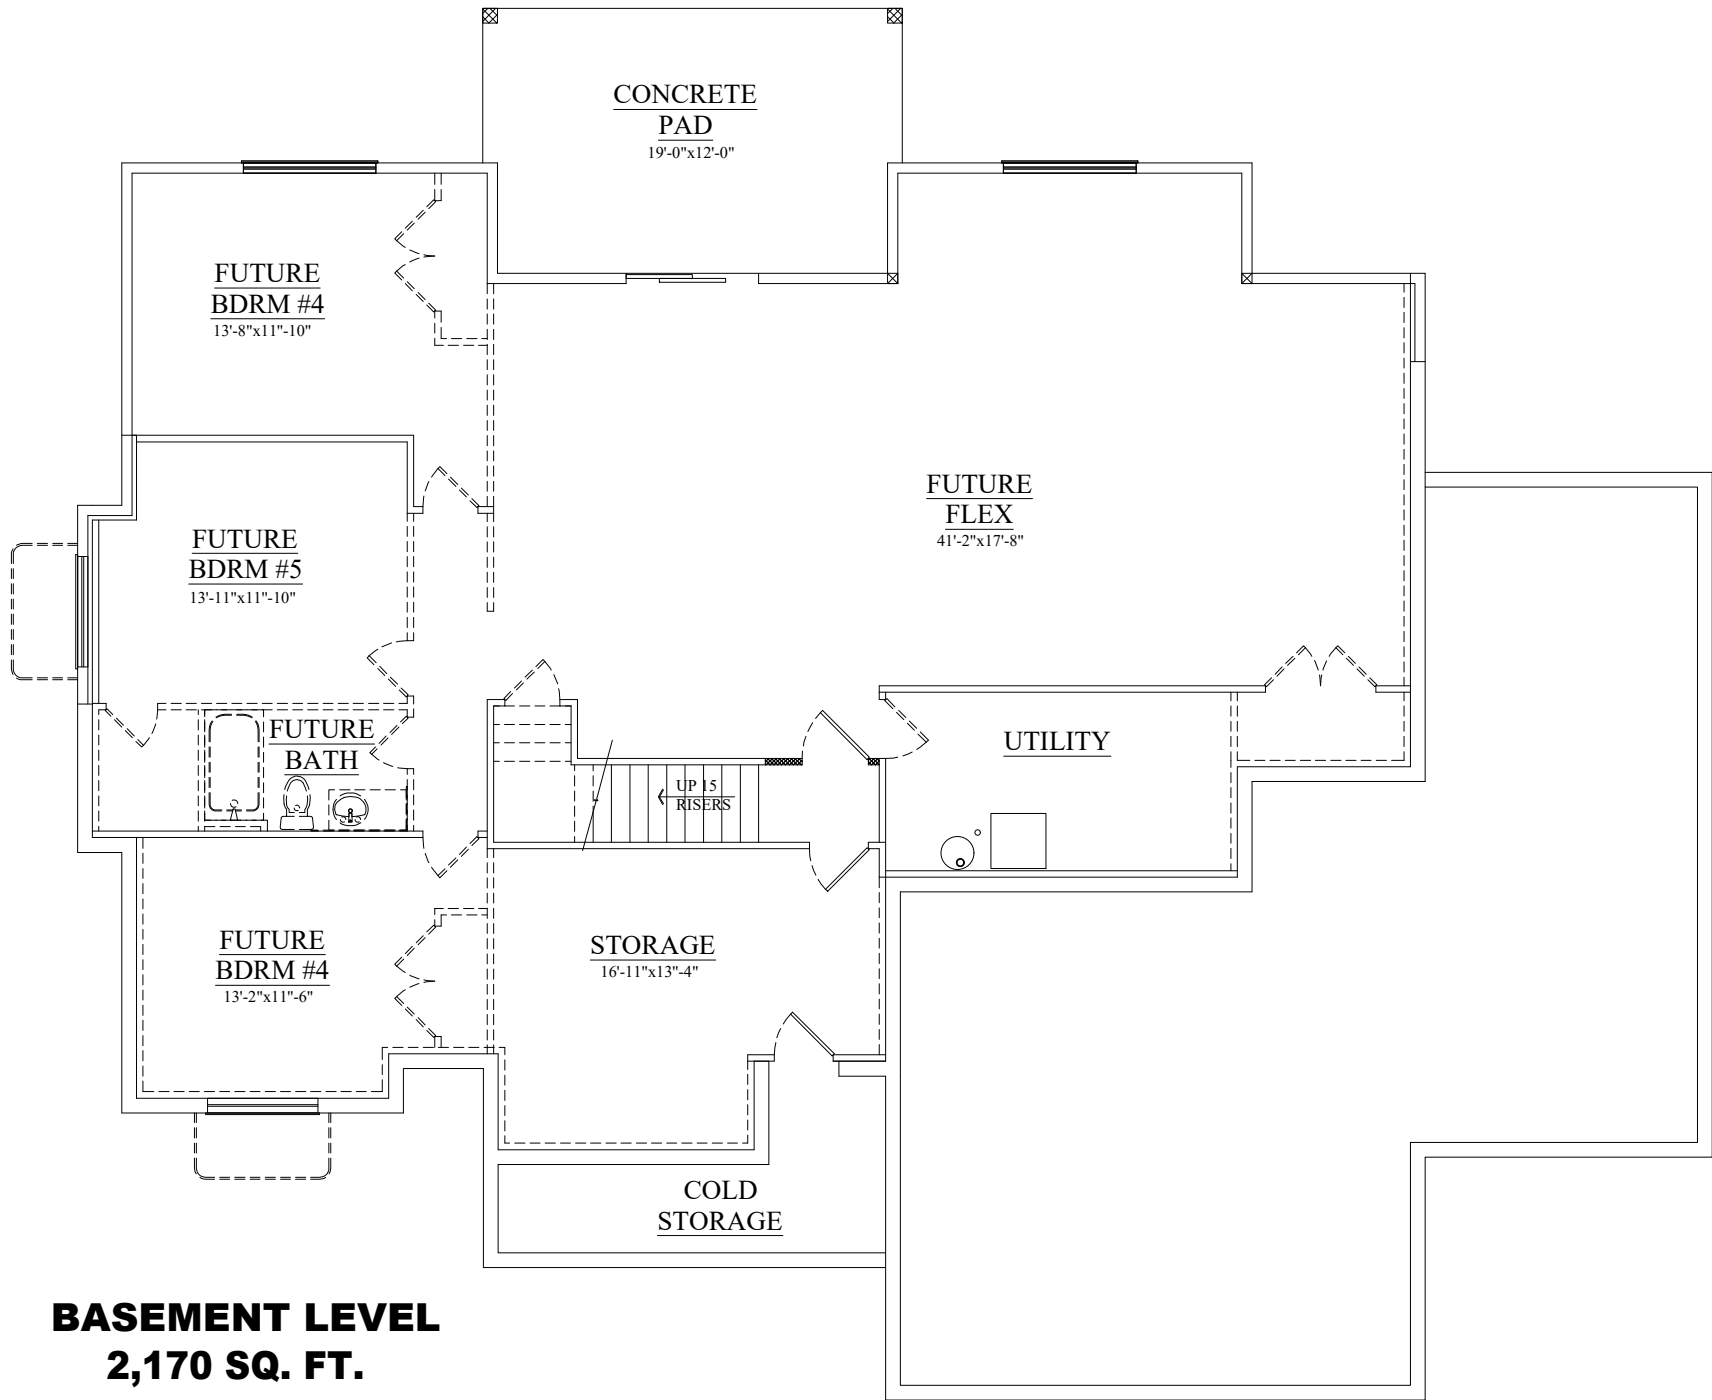 CONCRETE
PAD
19'-0"x12'-0"
FUTURE
BDRM #4
13'-8"x11"-10"
FUTURE
FLEX
41'-2"x17'-8"
FUTURE
BDRM #5
13'-11"x11"-10"
FUTURE
BATH
UTILITY
UP 15
RISERS
FUTURE
BDRM #4
13'-2"x11"-6"
STORAGE
16'-11"x13"-4"
COLD
STORAGE
BASEMENT LEVEL
2,170 SQ. FT.